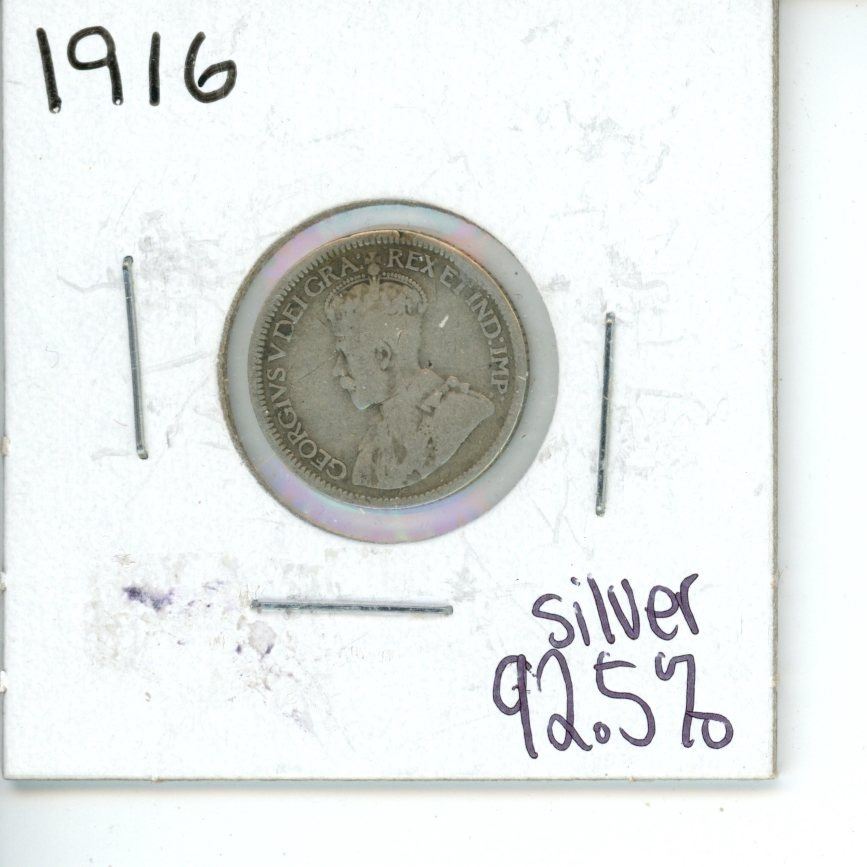 1916
GEORGIVS V DEI GRA: REX ET IND: IMP
silver
92.5%